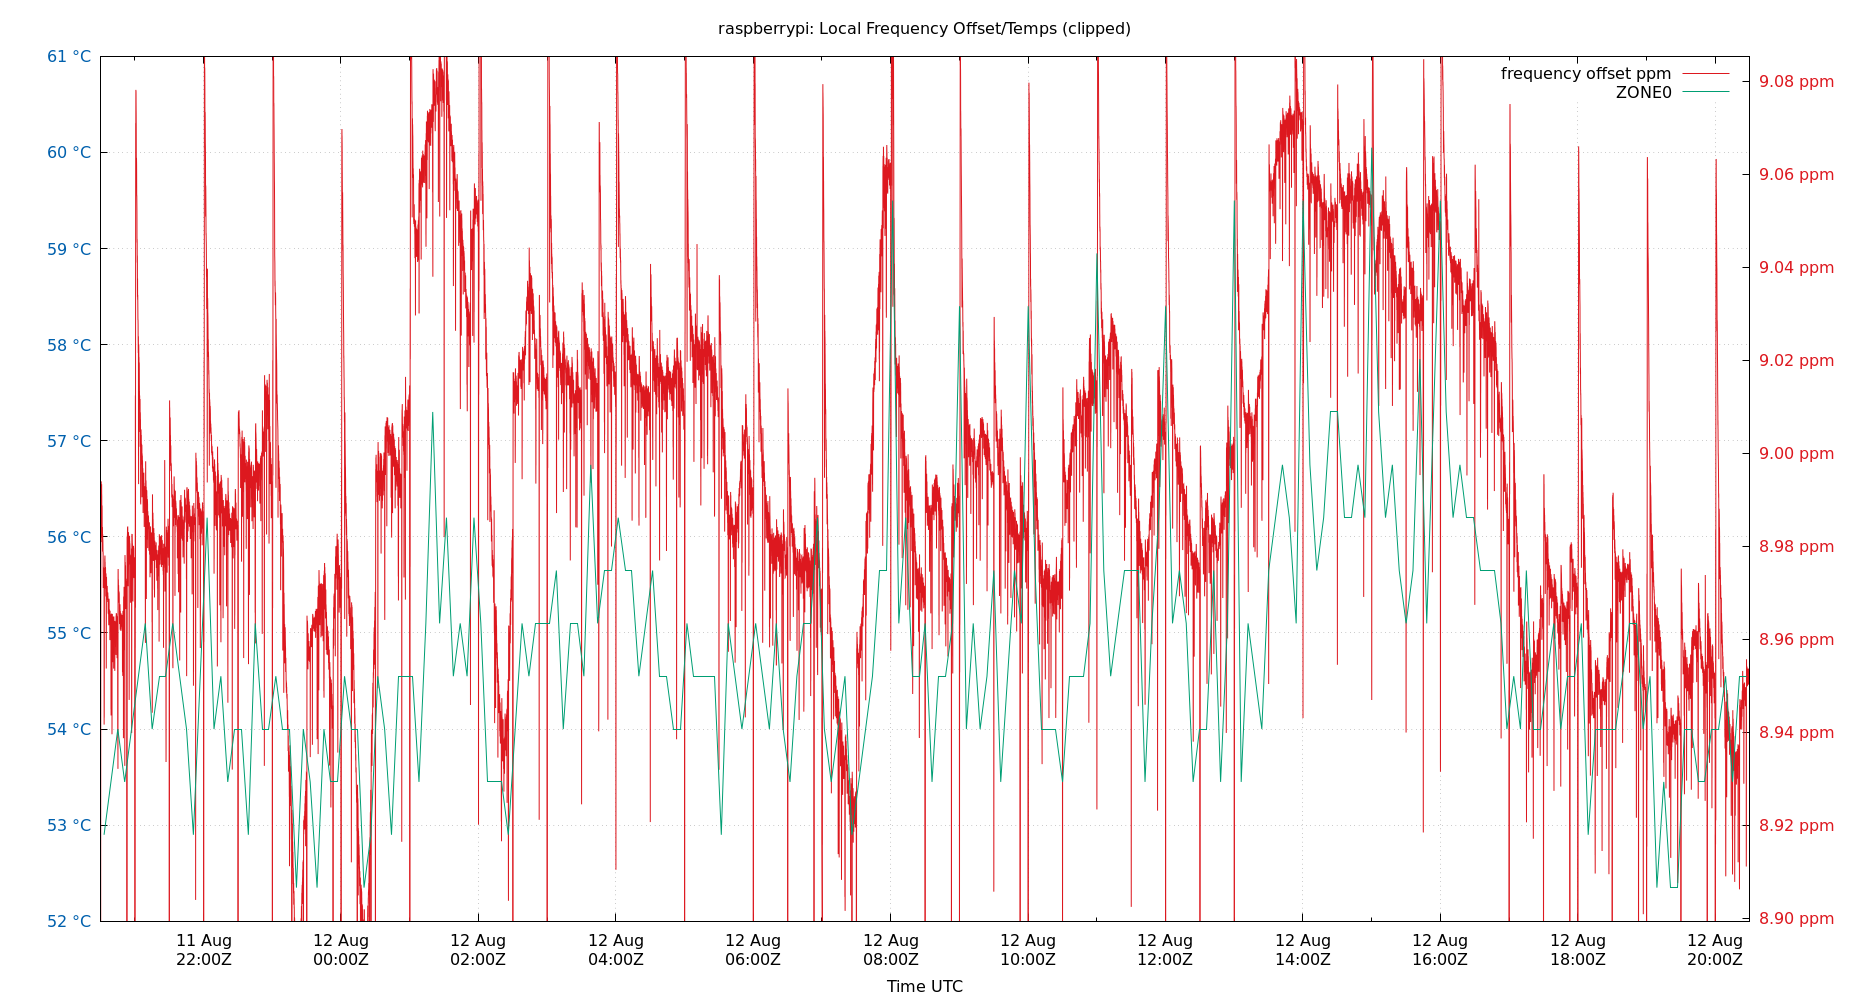 raspberrypi: Local Frequency Offset/Temps (clipped)
61 °C
60 °C
59 °C
58 °C
57 °C
56 °C
55 °C
54 °C
53 °C
52 °C
frequency offset ppm
ZONE0
9.08 ppm
9.06 ppm
9.04 ppm
9.02 ppm
9.00 ppm
8.98 ppm
8.96 ppm
8.94 ppm
8.92 ppm
8.90 ppm
11 Aug 12 Aug 12 Aug 12 Aug 12 Aug 12 Aug 12 Aug 12 Aug 12 Aug 12 Aug 12 Aug 12 Aug
22:00Z 00:00Z 02:00Z 04:00Z 06:00Z 08:00Z 10:00Z 12:00Z 14:00Z 16:00Z 18:00Z 20:00Z
Time UTC